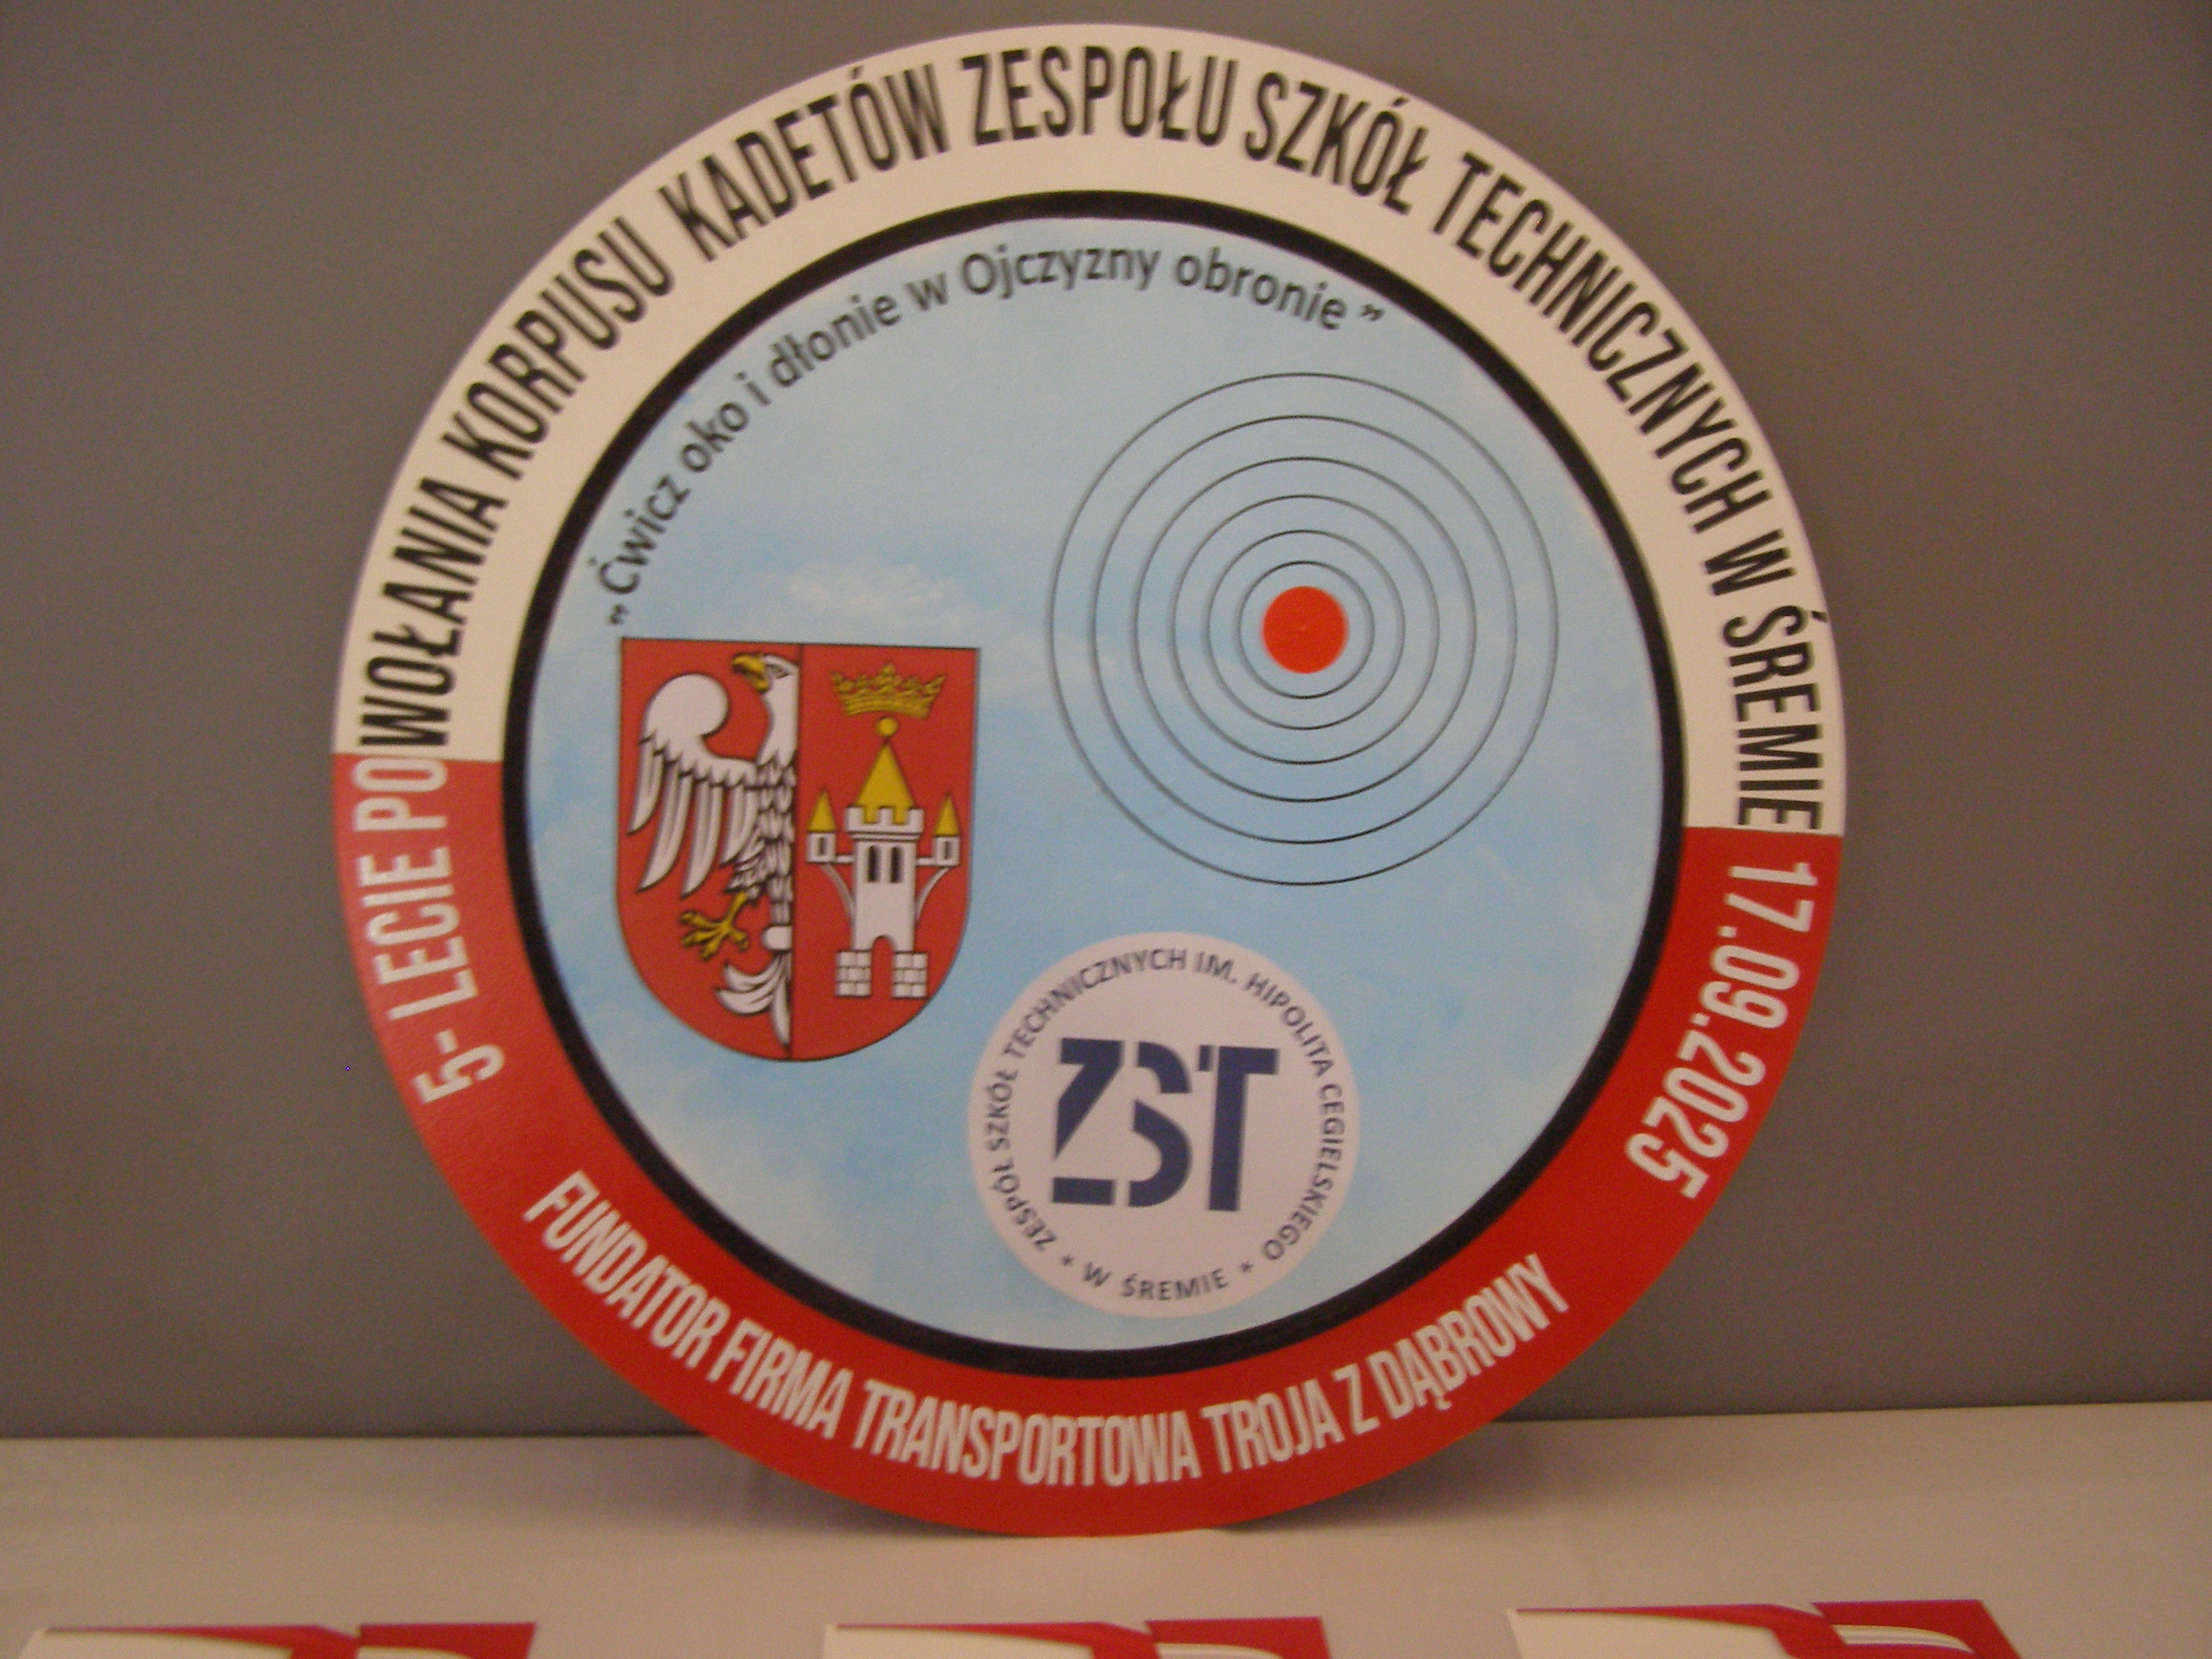 5- LECIE POWOŁANIA KORPUSU KADETÓW ZESPOŁU SZKÓŁ TECHNICZNYCH W ŚREMIE 17.09.2025
„Ćwicz oko i dłonie w Ojczyzny obronie”
ZESPÓŁ SZKÓŁ TECHNICZNYCH IM. HIPOLITA CEGIELSKIEGO
ZST
* W ŚREMIE *
FUNDATOR FIRMA TRANSPORTOWA TROJA Z DĄBROWY